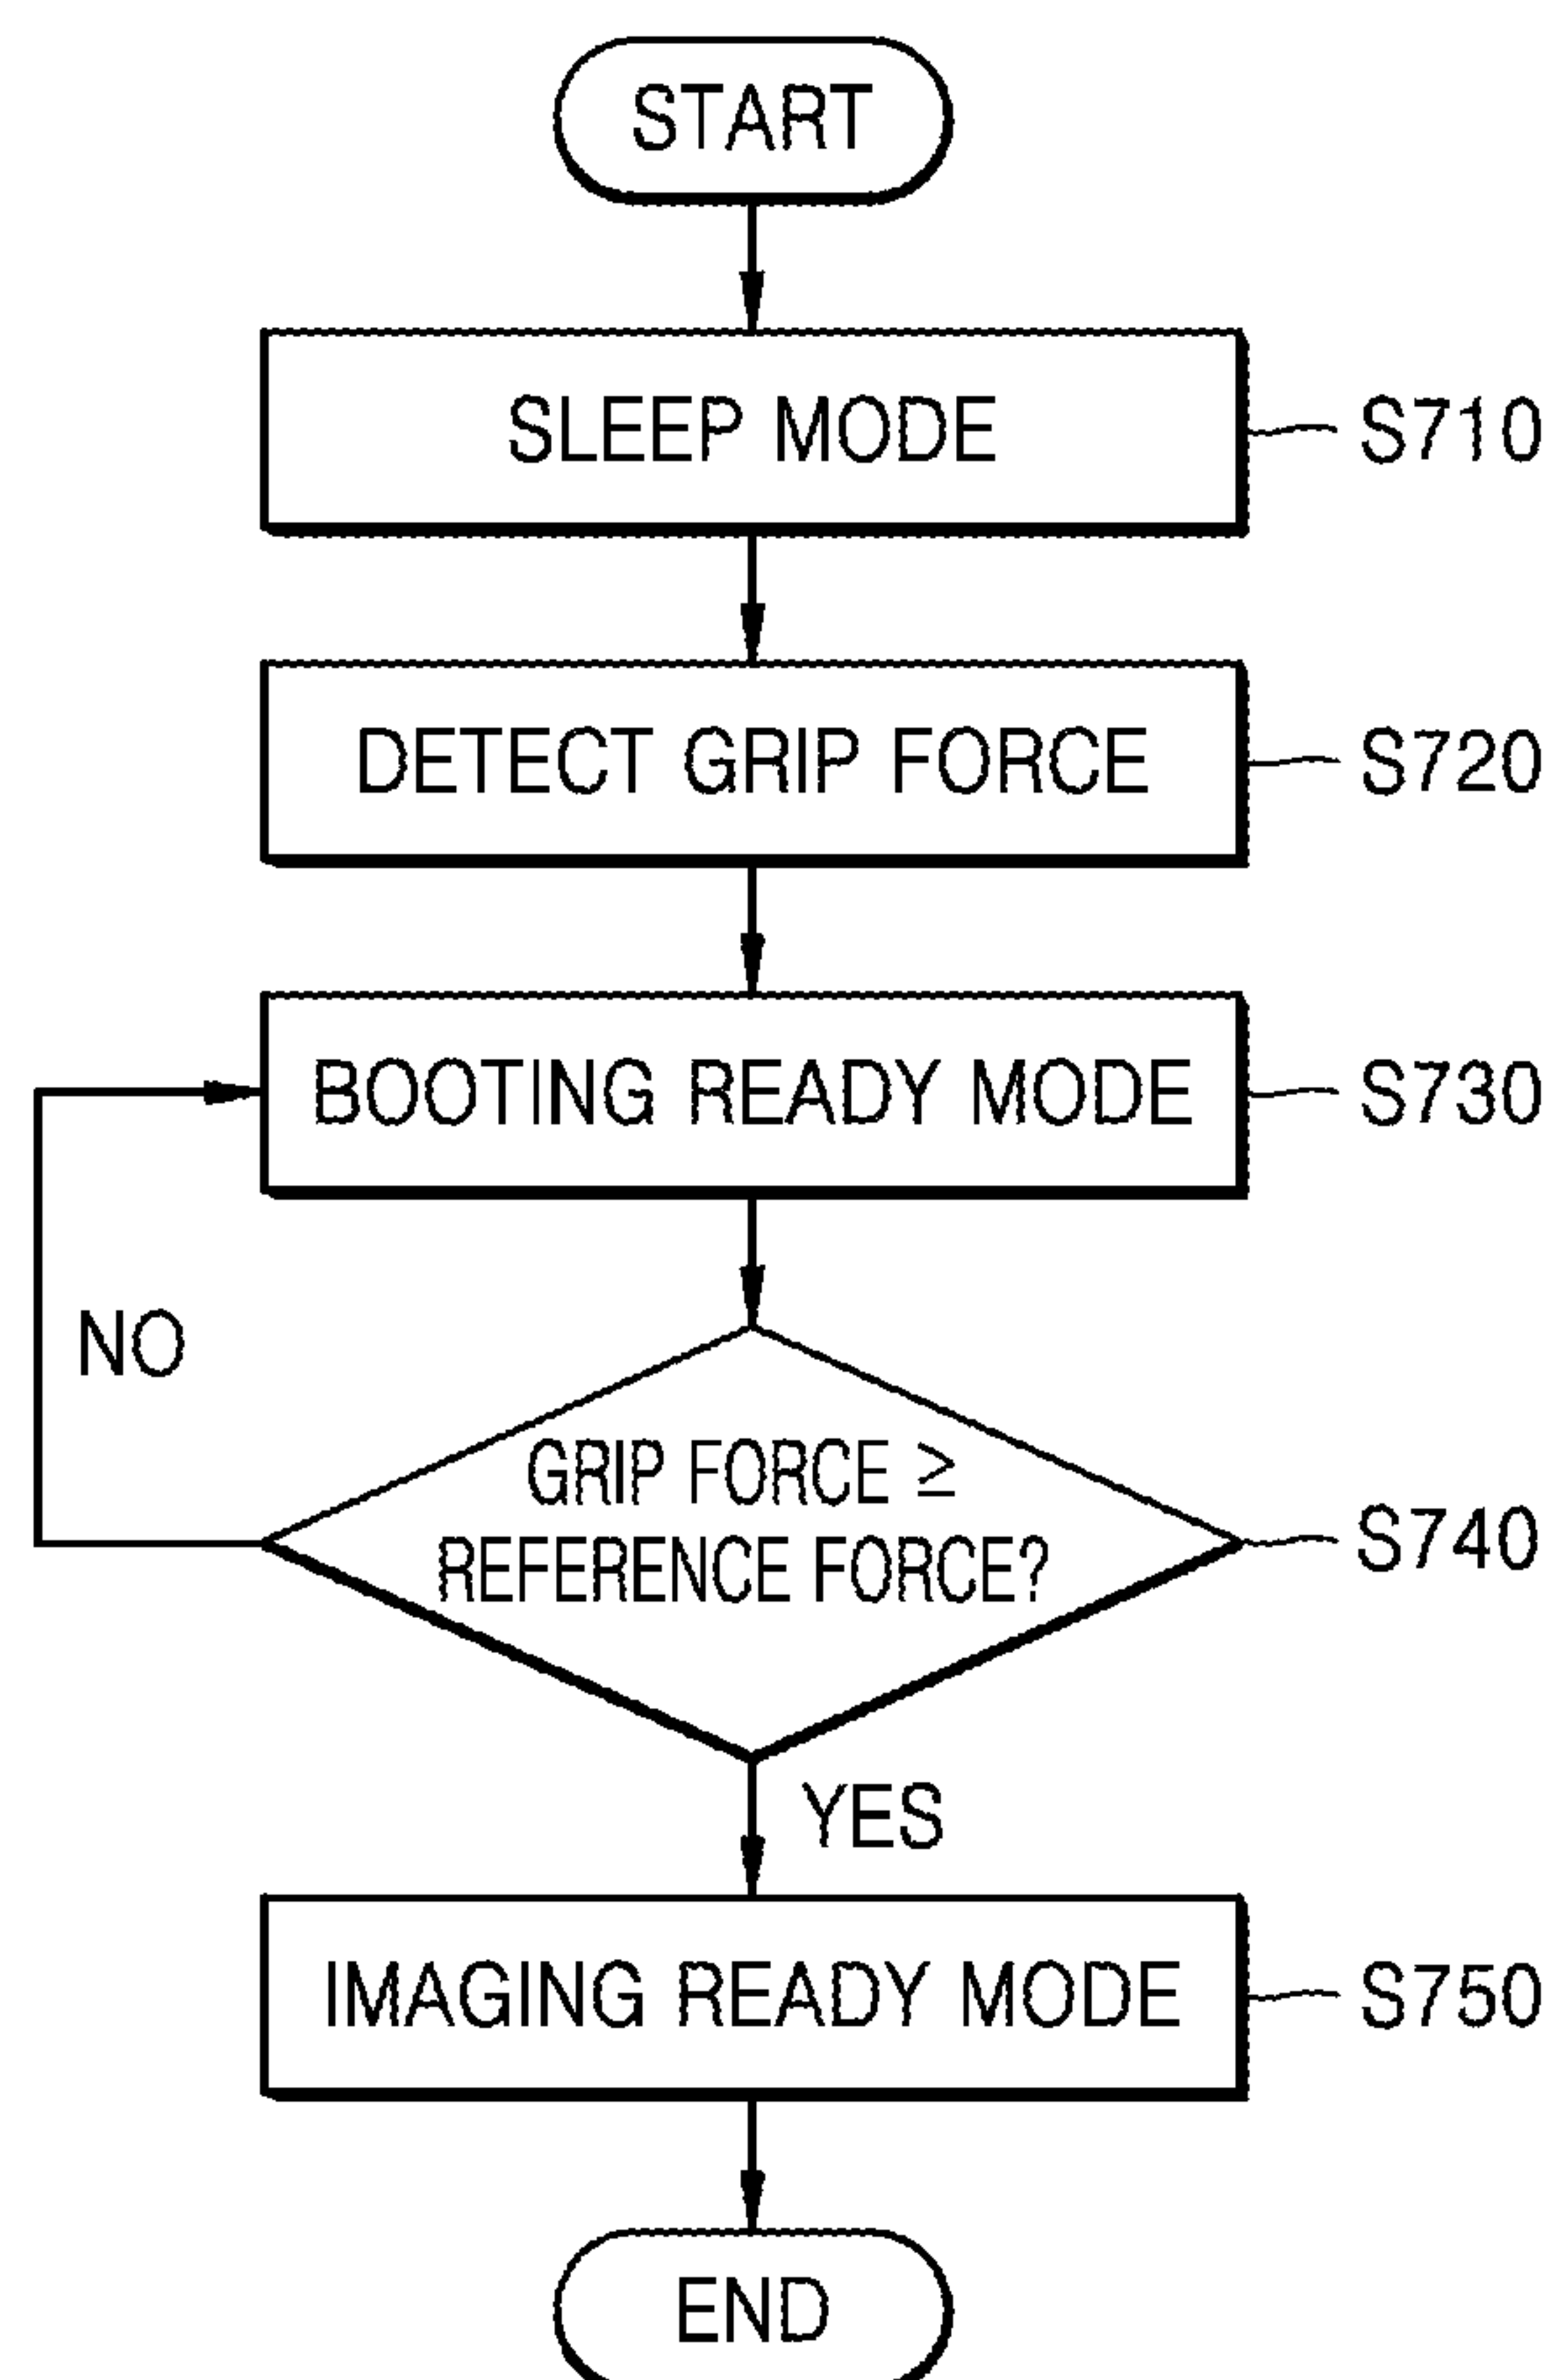 START
SLEEP MODE
S710
DETECT GRIP FORCE
S720
BOOTING READY MODE
S730
NO
GRIP FORCE ≥
REFERENCE FORCE?
S740
YES
IMAGING READY MODE
S750
END